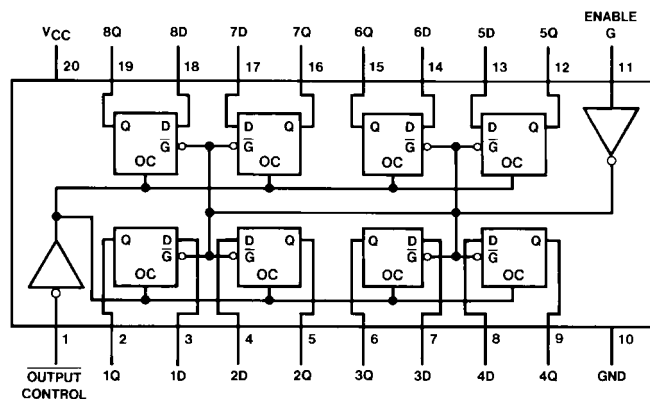 ENABLE
VCC 8Q 8D 7D 7Q 6Q 6D 5D 5Q G
20 19 18 17 16 15 14 13 12 11
Q D D Q Q D D Q
G̅ G̅ G̅ G̅
OC OC OC OC
Q D D Q Q D D Q
G̅ G̅ G̅ G̅
OC OC OC OC
1 2 3 4 5 6 7 8 9 10
OUTPUT 1Q 1D 2D 2Q 3Q 3D 4D 4Q GND
CONTROL